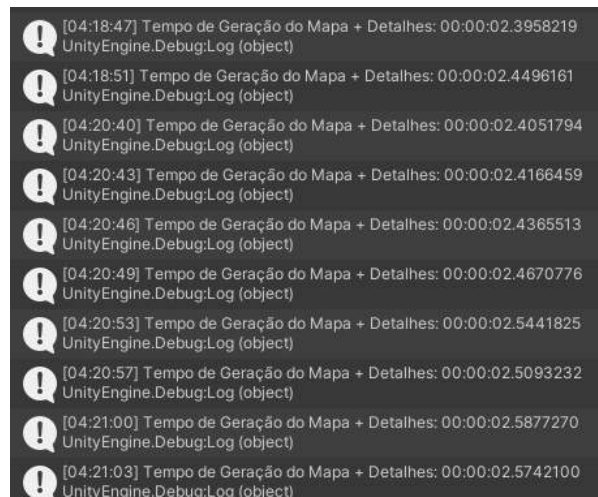 [04:18:47] Tempo de Geração do Mapa + Detalhes: 00:00:02.3958219
UnityEngine.Debug:Log (object)
[04:18:51] Tempo de Geração do Mapa + Detalhes: 00:00:02.4496161
UnityEngine.Debug:Log (object)
[04:20:40] Tempo de Geração do Mapa + Detalhes: 00:00:02.4051794
UnityEngine.Debug:Log (object)
[04:20:43] Tempo de Geração do Mapa + Detalhes: 00:00:02.4166459
UnityEngine.Debug:Log (object)
[04:20:46] Tempo de Geração do Mapa + Detalhes: 00:00:02.4365513
UnityEngine.Debug:Log (object)
[04:20:49] Tempo de Geração do Mapa + Detalhes: 00:00:02.4670776
UnityEngine.Debug:Log (object)
[04:20:53] Tempo de Geração do Mapa + Detalhes: 00:00:02.5441825
UnityEngine.Debug:Log (object)
[04:20:57] Tempo de Geração do Mapa + Detalhes: 00:00:02.5093232
UnityEngine.Debug:Log (object)
[04:21:00] Tempo de Geração do Mapa + Detalhes: 00:00:02.5877270
UnityEngine.Debug:Log (object)
[04:21:03] Tempo de Geração do Mapa + Detalhes: 00:00:02.5742100
UnityEngine.Debug:Log (object)